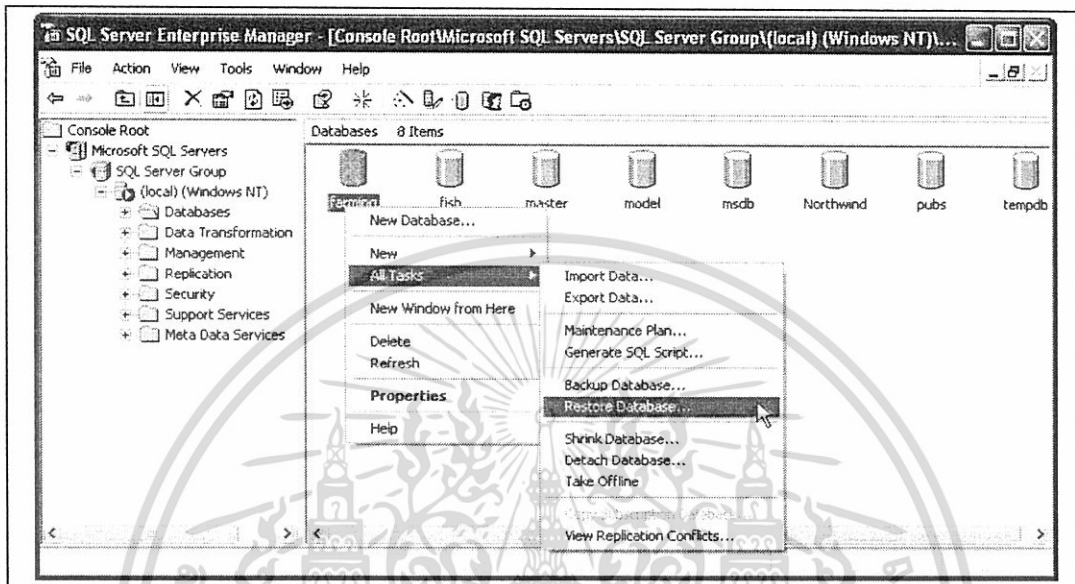 SQL Server Enterprise Manager - [Console Root\Microsoft SQL Servers\SQL Server Group\(local) (Windows NT)\...
File Action View Tools Window Help
Console Root
Databases 8 Items
Microsoft SQL Servers
SQL Server Group
(local) (Windows NT)
Databases
Data Transformation
Management
Replication
Security
Support Services
Meta Data Services
Farming fish master model msdb Northwind pubs tempdb
New Database...
New
All Tasks
New Window from Here
Delete
Refresh
Properties
Help
Import Data...
Export Data...
Maintenance Plan...
Generate SQL Script...
Backup Database...
Restore Database...
Shrink Database...
Detach Database...
Take Offline
View Replication Conflicts...